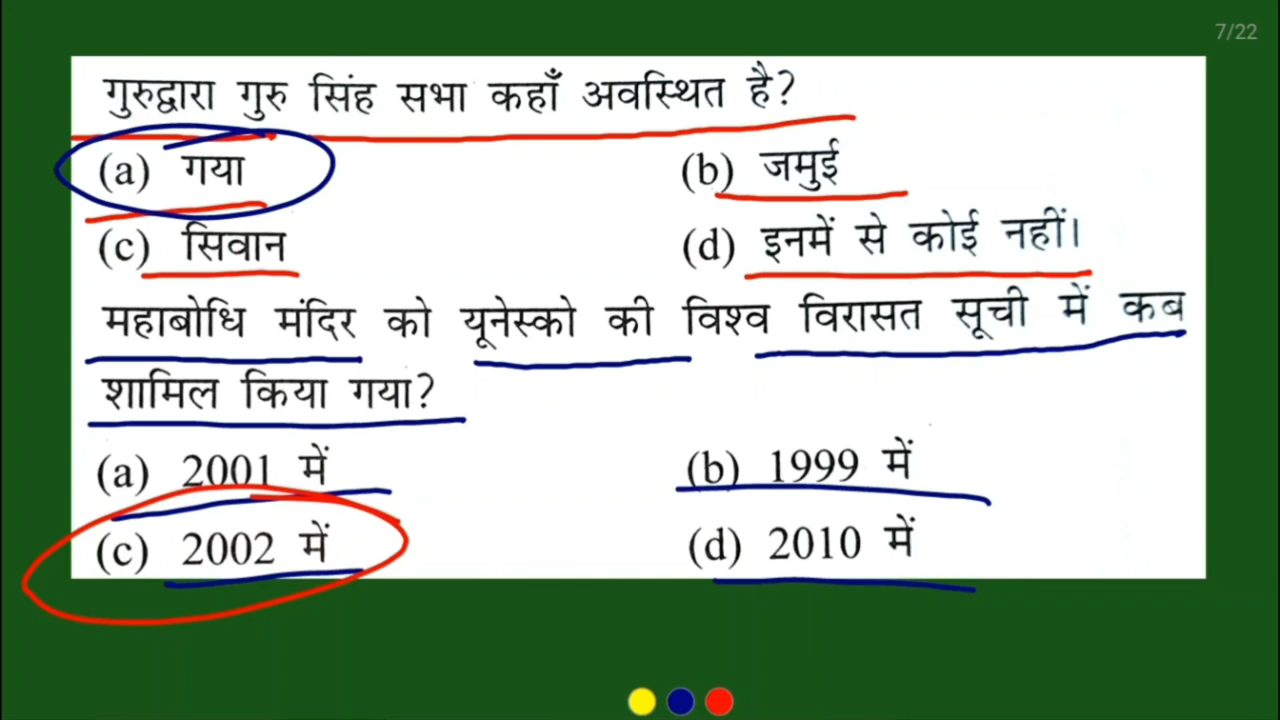 7/22
गुरुद्वारा गुरु सिंह सभा कहाँ अवस्थित है?
(a) गया (b) जमुई
(c) सिवान (d) इनमें से कोई नहीं।
महाबोधि मंदिर को यूनेस्को की विश्व विरासत सूची में कब
शामिल किया गया?
(a) 2001 में (b) 1999 में
(c) 2002 में (d) 2010 में